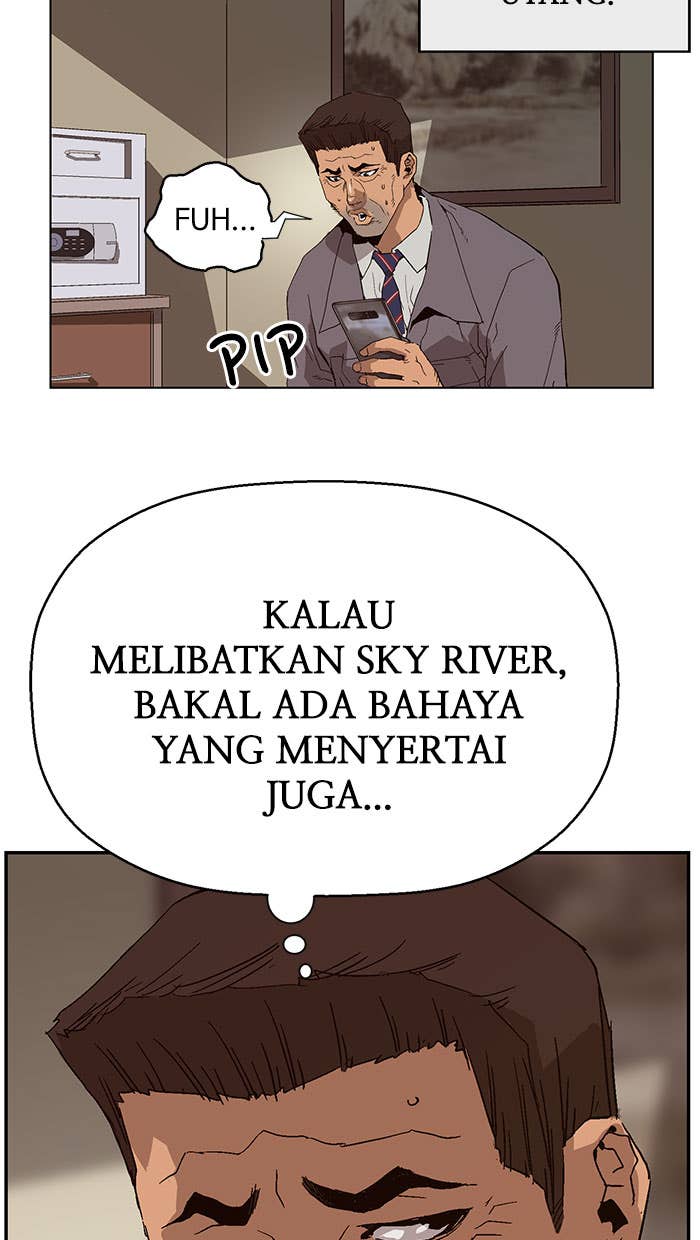 FUH...
PIP
KALAU
MELIBATKAN SKY RIVER,
BAKAL ADA BAHAYA
YANG MENYERTAI
JUGA...